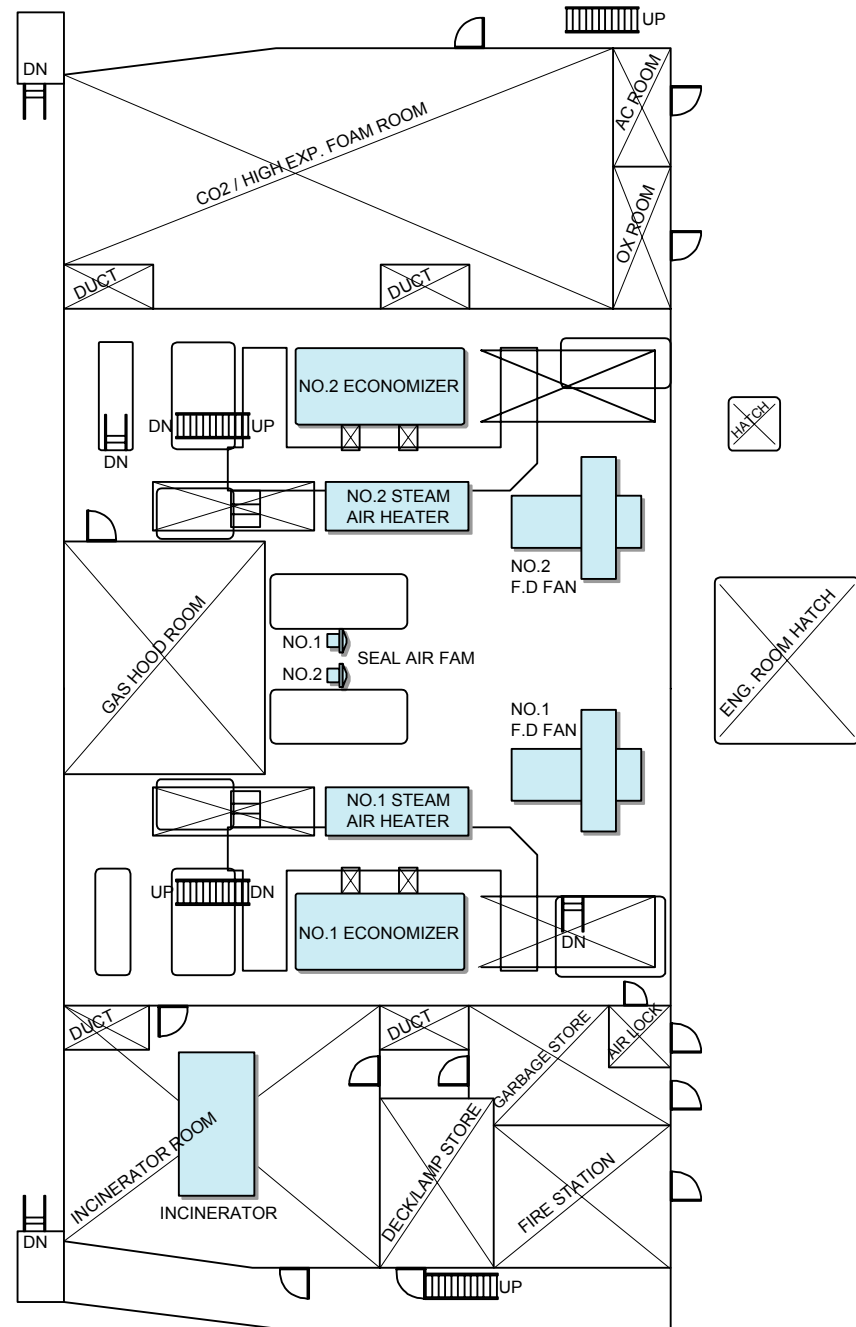 UP
DN
AC ROOM
CO2 / HIGH EXP. FOAM ROOM
OX ROOM
DUCT
DUCT
NO.2 ECONOMIZER
HATCH
DN
UP
DN
NO.2 STEAM
AIR HEATER
NO.2
F.D FAN
GAS HOOD ROOM
NO.1
SEAL AIR FAM
NO.2
ENG. ROOM HATCH
NO.1
F.D FAN
NO.1 STEAM
AIR HEATER
UP
DN
NO.1 ECONOMIZER
DN
DUCT
DUCT
GARBAGE STORE
AIR LOCK
INCINERATOR ROOM
DECK/LAMP STORE
FIRE STATION
INCINERATOR
DN
UP